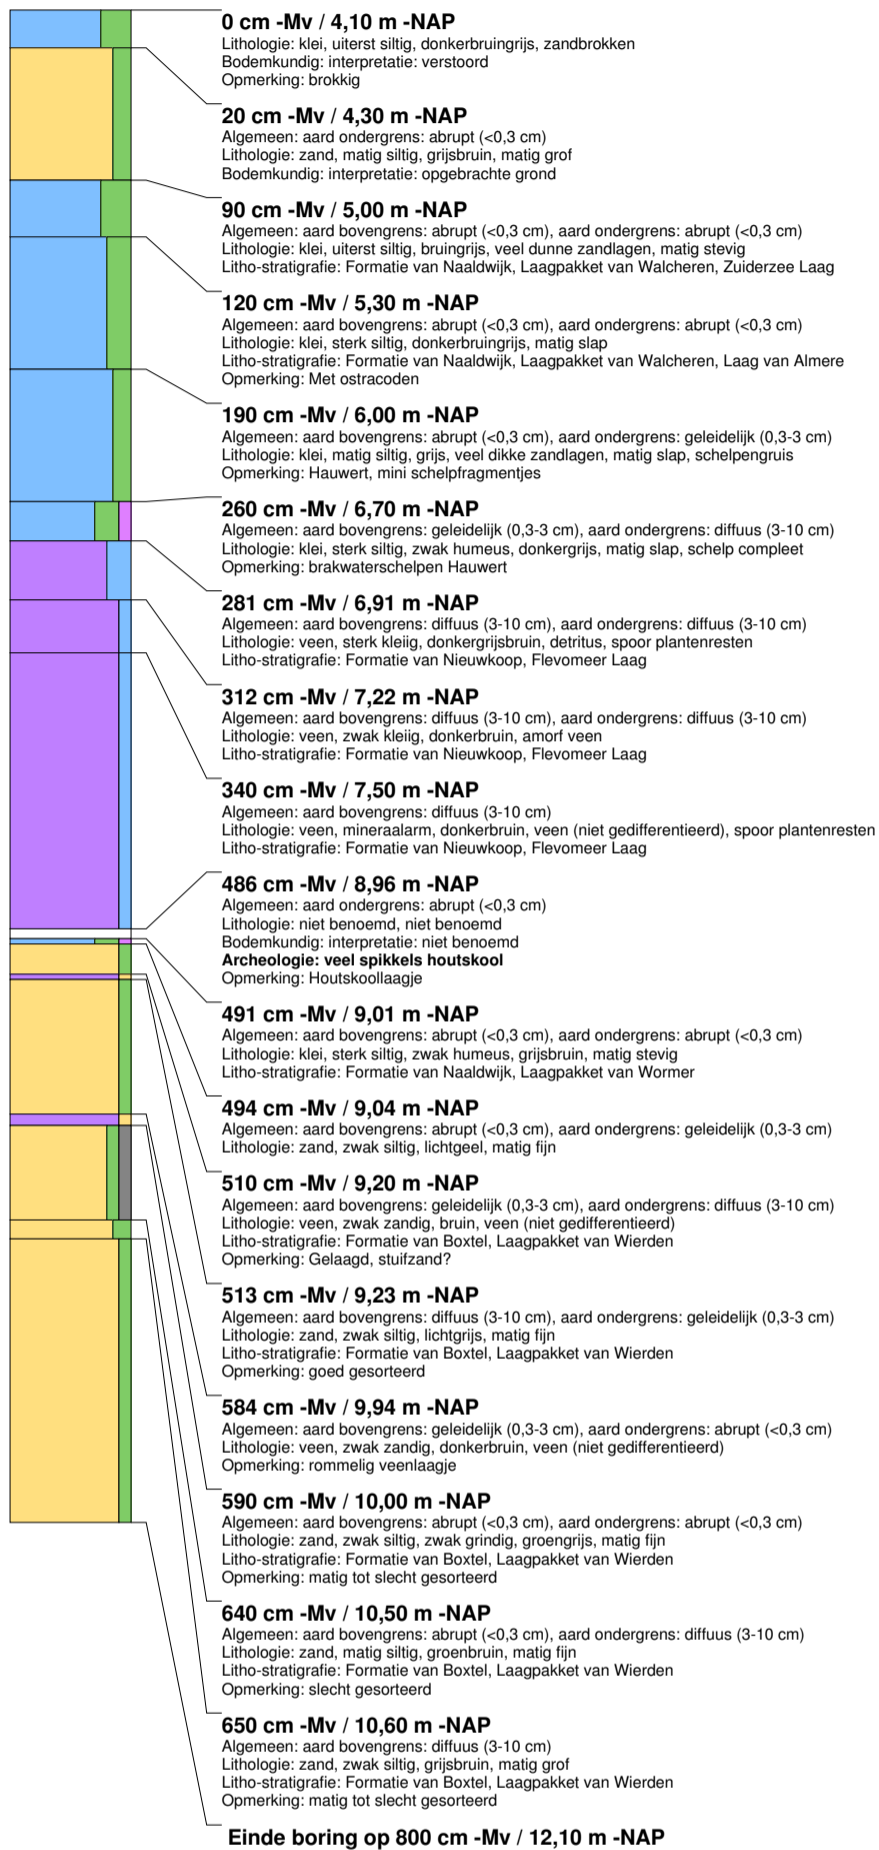 0 cm -Mv / 4,10 m -NAP
Lithologie: klei, uiterst siltig, donkerbruingrijs, zandbrokken
Bodemkundig: interpretatie: verstoord
Opmerking: brokkig
20 cm -Mv / 4,30 m -NAP
Algemeen: aard ondergrens: abrupt (<0,3 cm)
Lithologie: zand, matig siltig, grijsbruin, matig grof
Bodemkundig: interpretatie: opgebrachte grond
90 cm -Mv / 5,00 m -NAP
Algemeen: aard bovengrens: abrupt (<0,3 cm), aard ondergrens: abrupt (<0,3 cm)
Lithologie: klei, uiterst siltig, bruingrijs, veel dunne zandlagen, matig stevig
Litho-stratigrafie: Formatie van Naaldwijk, Laagpakket van Walcheren, Zuiderzee Laag
120 cm -Mv / 5,30 m -NAP
Algemeen: aard bovengrens: abrupt (<0,3 cm), aard ondergrens: abrupt (<0,3 cm)
Lithologie: klei, sterk siltig, donkerbruingrijs, matig slap
Litho-stratigrafie: Formatie van Naaldwijk, Laagpakket van Walcheren, Laag van Almere
Opmerking: Met ostracoden
190 cm -Mv / 6,00 m -NAP
Algemeen: aard bovengrens: abrupt (<0,3 cm), aard ondergrens: geleidelijk (0,3-3 cm)
Lithologie: klei, matig siltig, grijs, veel dikke zandlagen, matig slap, schelpengruis
Opmerking: Hauwert, mini schelpfragmentjes
260 cm -Mv / 6,70 m -NAP
Algemeen: aard bovengrens: geleidelijk (0,3-3 cm), aard ondergrens: diffuus (3-10 cm)
Lithologie: klei, sterk siltig, zwak humeus, donkergrijs, matig slap, schelp compleet
Opmerking: brakwaterschelpen Hauwert
281 cm -Mv / 6,91 m -NAP
Algemeen: aard bovengrens: diffuus (3-10 cm), aard ondergrens: diffuus (3-10 cm)
Lithologie: veen, sterk kleiig, donkergrijsbruin, detritus, spoor plantenresten
Litho-stratigrafie: Formatie van Nieuwkoop, Flevomeer Laag
312 cm -Mv / 7,22 m -NAP
Algemeen: aard bovengrens: diffuus (3-10 cm), aard ondergrens: diffuus (3-10 cm)
Lithologie: veen, zwak kleiig, donkerbruin, amorf veen
Litho-stratigrafie: Formatie van Nieuwkoop, Flevomeer Laag
340 cm -Mv / 7,50 m -NAP
Algemeen: aard bovengrens: diffuus (3-10 cm)
Lithologie: veen, mineraalarm, donkerbruin, veen (niet gedifferentieerd), spoor plantenresten
Litho-stratigrafie: Formatie van Nieuwkoop, Flevomeer Laag
486 cm -Mv / 8,96 m -NAP
Algemeen: aard ondergrens: abrupt (<0,3 cm)
Lithologie: niet benoemd, niet benoemd
Bodemkundig: interpretatie: niet benoemd
Archeologie: veel spikkels houtskool
Opmerking: Houtskoollaagje
491 cm -Mv / 9,01 m -NAP
Algemeen: aard bovengrens: abrupt (<0,3 cm), aard ondergrens: abrupt (<0,3 cm)
Lithologie: klei, sterk siltig, zwak humeus, grijsbruin, matig stevig
Litho-stratigrafie: Formatie van Naaldwijk, Laagpakket van Wormer
494 cm -Mv / 9,04 m -NAP
Algemeen: aard bovengrens: abrupt (<0,3 cm), aard ondergrens: geleidelijk (0,3-3 cm)
Lithologie: zand, zwak siltig, lichtgeel, matig fijn
510 cm -Mv / 9,20 m -NAP
Algemeen: aard bovengrens: geleidelijk (0,3-3 cm), aard ondergrens: diffuus (3-10 cm)
Lithologie: veen, zwak zandig, bruin, veen (niet gedifferentieerd)
Litho-stratigrafie: Formatie van Boxtel, Laagpakket van Wierden
Opmerking: Gelaagd, stuifzand?
513 cm -Mv / 9,23 m -NAP
Algemeen: aard bovengrens: diffuus (3-10 cm), aard ondergrens: geleidelijk (0,3-3 cm)
Lithologie: zand, zwak siltig, lichtgrijs, matig fijn
Litho-stratigrafie: Formatie van Boxtel, Laagpakket van Wierden
Opmerking: goed gesorteerd
584 cm -Mv / 9,94 m -NAP
Algemeen: aard bovengrens: geleidelijk (0,3-3 cm), aard ondergrens: abrupt (<0,3 cm)
Lithologie: veen, zwak zandig, donkerbruin, veen (niet gedifferentieerd)
Opmerking: rommelig veenlaagje
590 cm -Mv / 10,00 m -NAP
Algemeen: aard bovengrens: abrupt (<0,3 cm), aard ondergrens: abrupt (<0,3 cm)
Lithologie: zand, zwak siltig, zwak grindig, groengrijs, matig fijn
Litho-stratigrafie: Formatie van Boxtel, Laagpakket van Wierden
Opmerking: matig tot slecht gesorteerd
640 cm -Mv / 10,50 m -NAP
Algemeen: aard bovengrens: abrupt (<0,3 cm), aard ondergrens: diffuus (3-10 cm)
Lithologie: zand, matig siltig, groenbruin, matig fijn
Litho-stratigrafie: Formatie van Boxtel, Laagpakket van Wierden
Opmerking: slecht gesorteerd
650 cm -Mv / 10,60 m -NAP
Algemeen: aard bovengrens: diffuus (3-10 cm)
Lithologie: zand, zwak siltig, grijsbruin, matig grof
Litho-stratigrafie: Formatie van Boxtel, Laagpakket van Wierden
Opmerking: matig tot slecht gesorteerd
Einde boring op 800 cm -Mv / 12,10 m -NAP